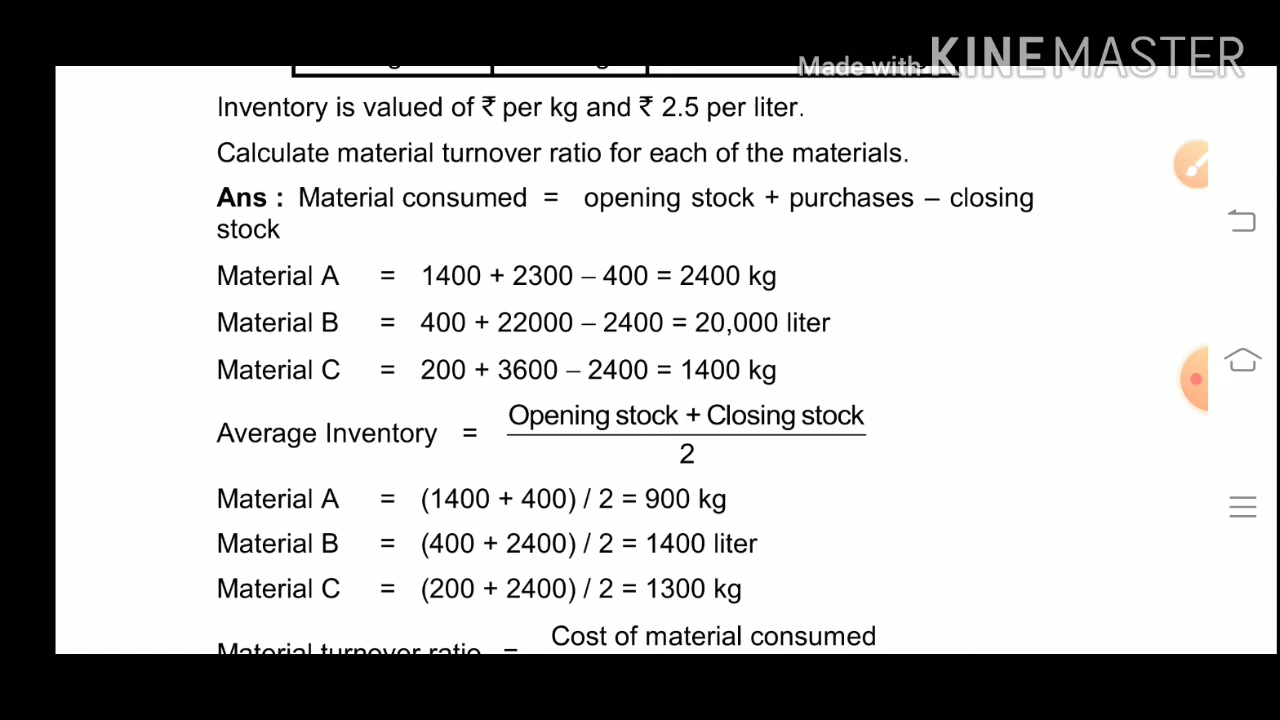 Made with KINEMASTER
Inventory is valued of ₹ per kg and ₹ 2.5 per liter.
Calculate material turnover ratio for each of the materials.
Ans : Material consumed = opening stock + purchases – closing
stock
Material A = 1400 + 2300 – 400 = 2400 kg
Material B = 400 + 22000 – 2400 = 20,000 liter
Material C = 200 + 3600 – 2400 = 1400 kg
Average Inventory = Opening stock + Closing stock
2
Material A = (1400 + 400) / 2 = 900 kg
Material B = (400 + 2400) / 2 = 1400 liter
Material C = (200 + 2400) / 2 = 1300 kg
Cost of material consumed
Material turnover ratio =